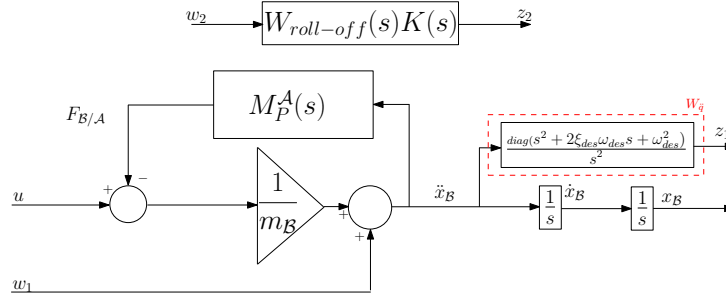 w₂
W_{roll-off}(s)K(s)
z₂
M_P^𝒜(s)
F_{ℬ/𝒜}
W_{q̈}
diag(s² + 2ξ_{des}ω_{des}s + ω²_{des})
s²
+
−
u
1
m_ℬ
+
+
ẍ_ℬ
1
s
ẋ_ℬ
1
s
x_ℬ
w₁